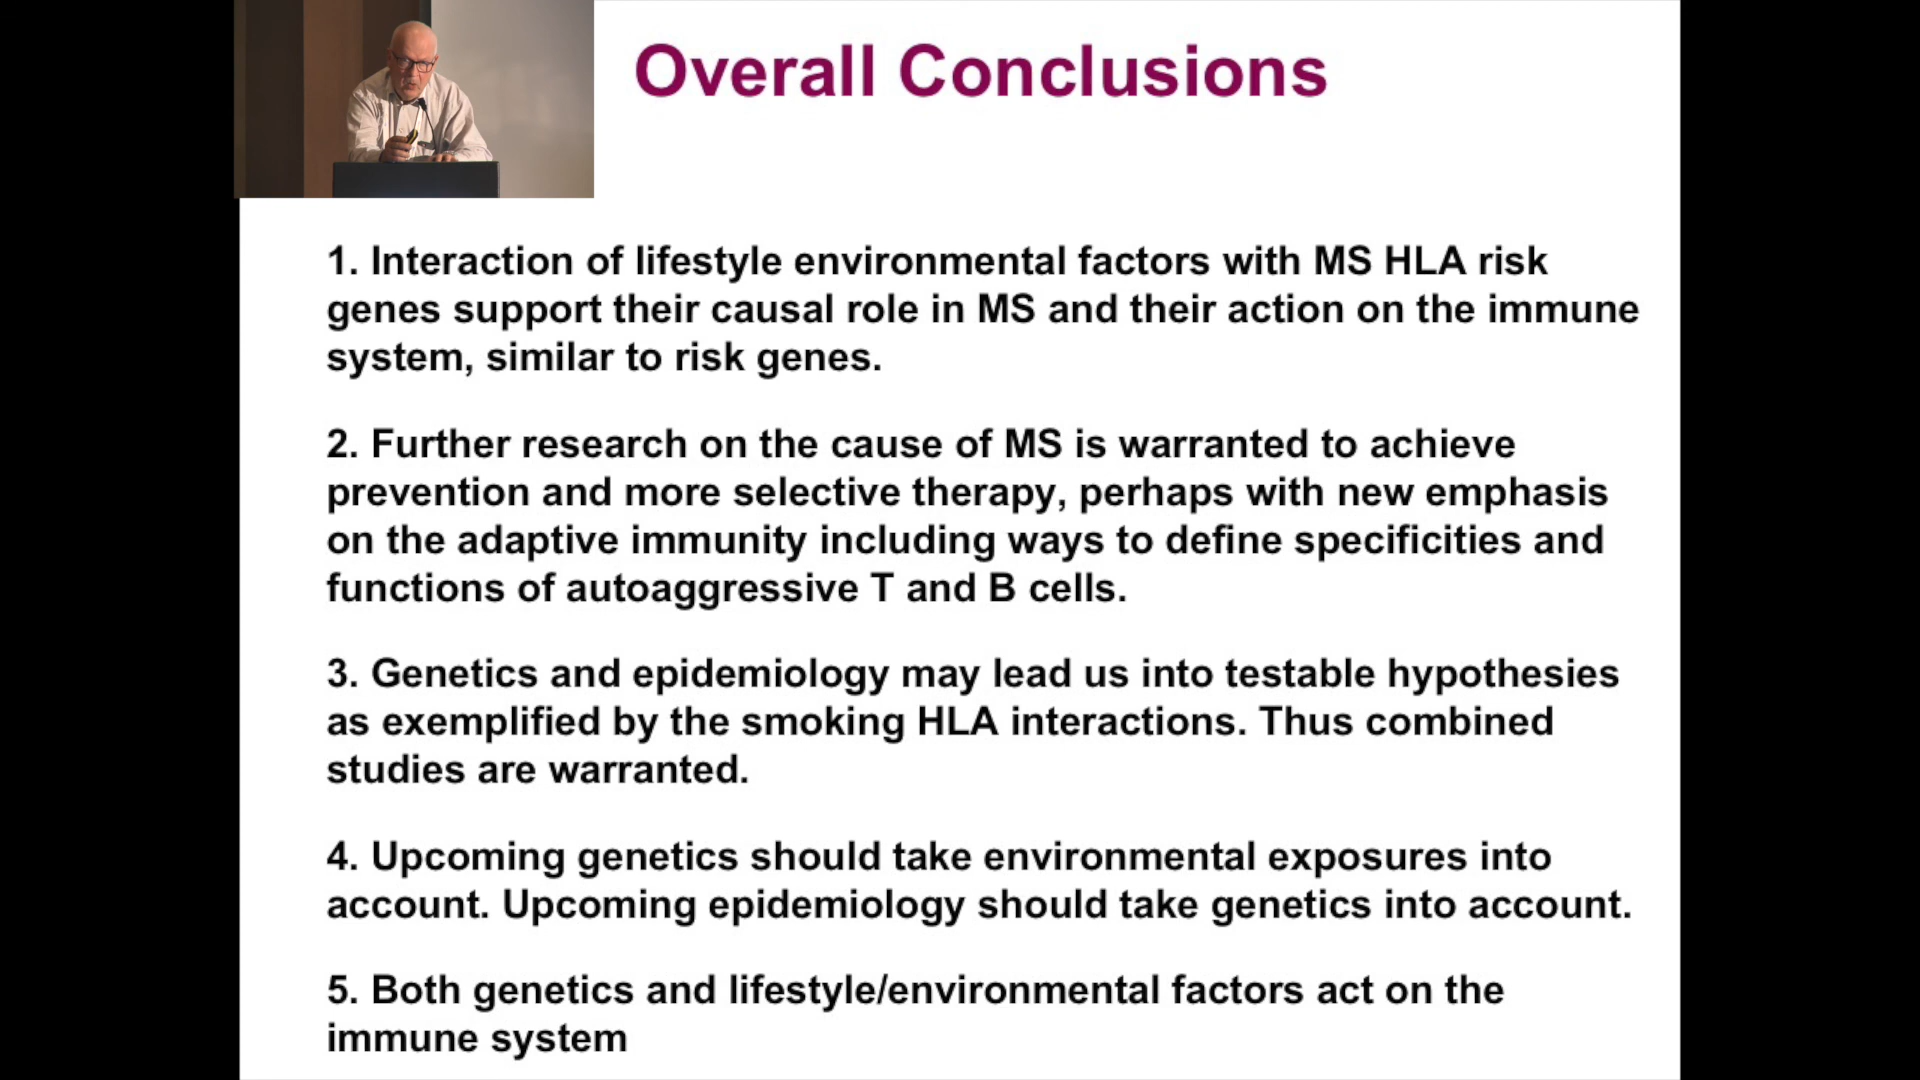 Overall Conclusions
1. Interaction of lifestyle environmental factors with MS HLA risk
genes support their causal role in MS and their action on the immune
system, similar to risk genes.
2. Further research on the cause of MS is warranted to achieve
prevention and more selective therapy, perhaps with new emphasis
on the adaptive immunity including ways to define specificities and
functions of autoaggressive T and B cells.
3. Genetics and epidemiology may lead us into testable hypothesies
as exemplified by the smoking HLA interactions. Thus combined
studies are warranted.
4. Upcoming genetics should take environmental exposures into
account. Upcoming epidemiology should take genetics into account.
5. Both genetics and lifestyle/environmental factors act on the
immune system